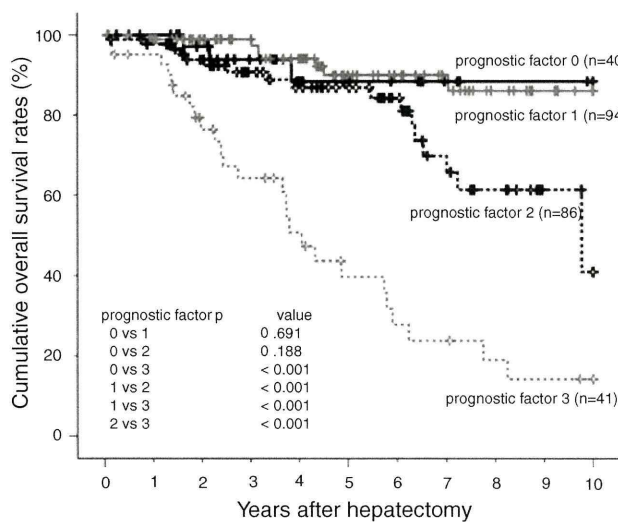 Cumulative overall survival rates (%)
100
80
60
40
20
0
prognostic factor 0 (n=40
prognostic factor 1 (n=94
prognostic factor 2 (n=86)
prognostic factor 3 (n=41)
prognostic factor p value
0 vs 1 0 .691
0 vs 2 0 .188
0 vs 3 < 0.001
1 vs 2 < 0.001
1 vs 3 < 0.001
2 vs 3 < 0.001
0 1 2 3 4 5 6 7 8 9 10
Years after hepatectomy